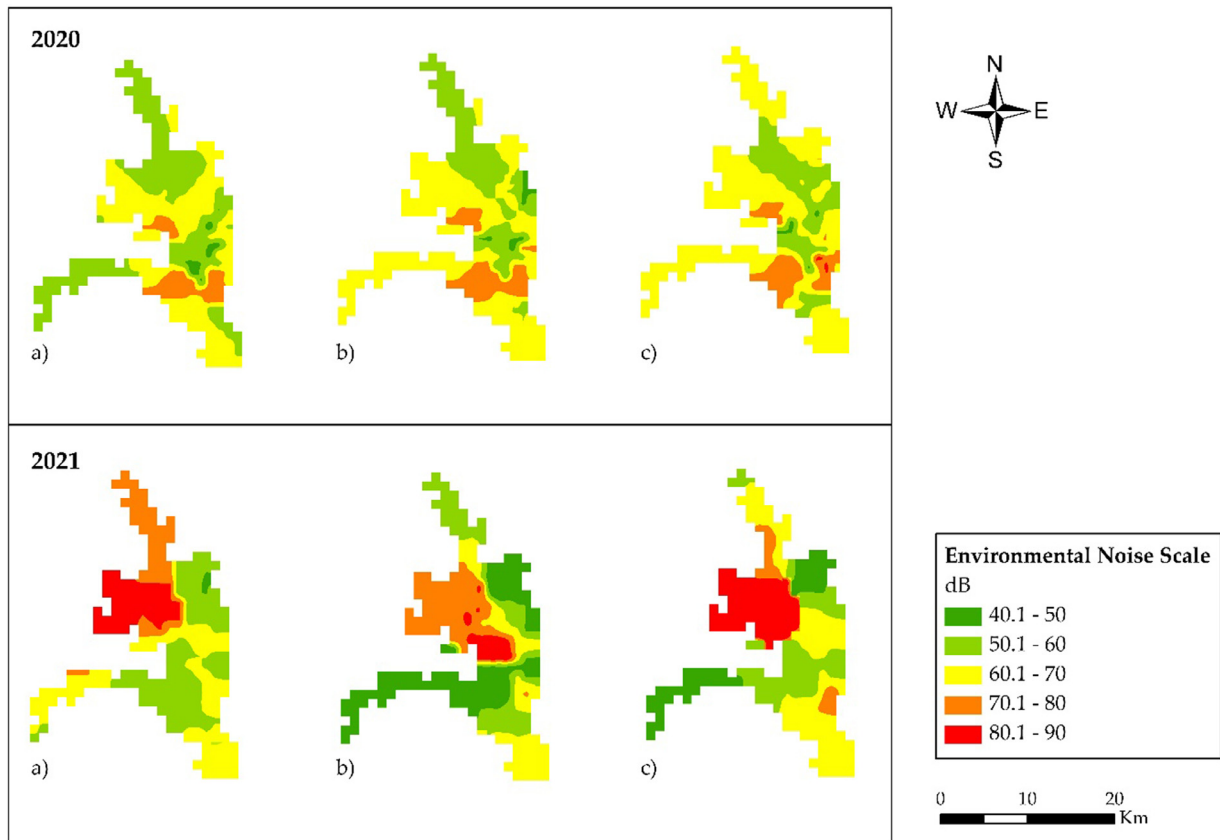 2020
a)
b)
c)
N
W
E
S
2021
a)
b)
c)
Environmental Noise Scale
dB
40.1 - 50
50.1 - 60
60.1 - 70
70.1 - 80
80.1 - 90
0 10 20
Km